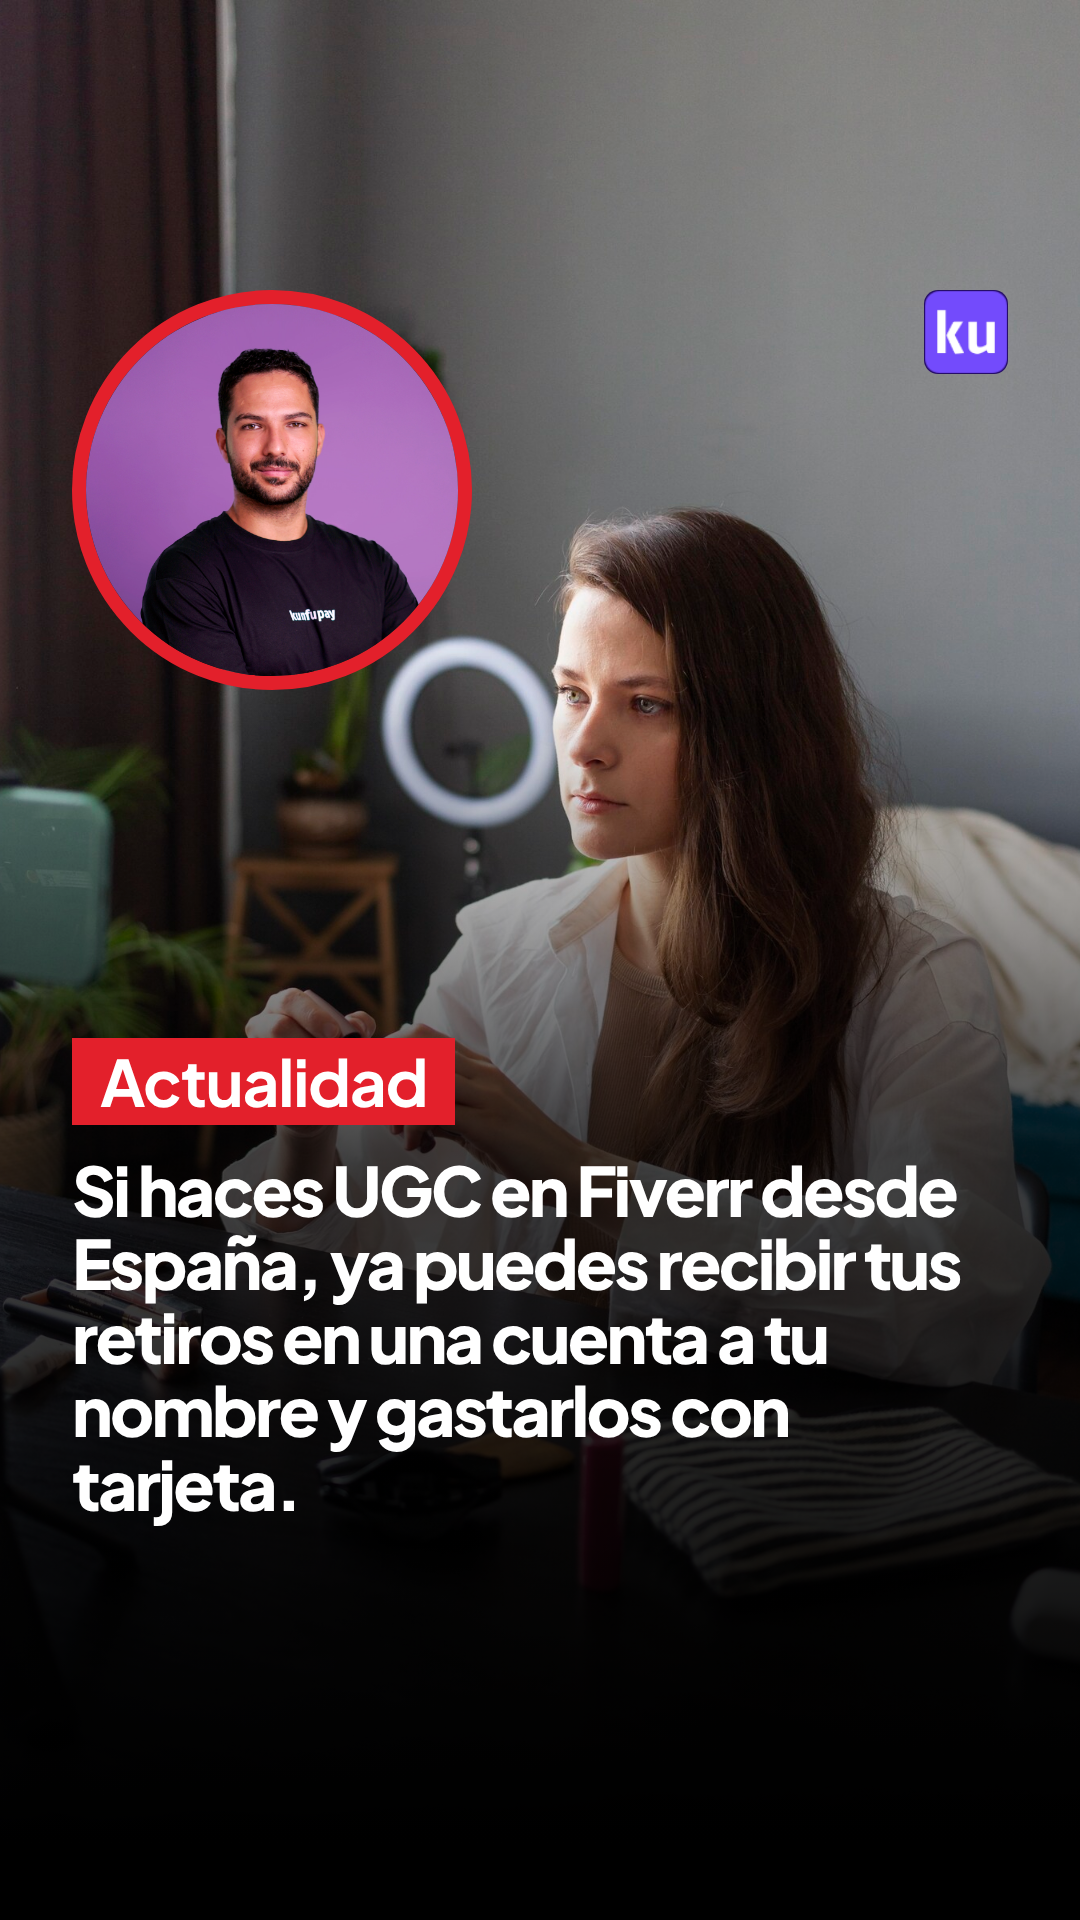 ku
kunfupay
Actualidad
Si haces UGC en Fiverr desde
España, ya puedes recibir tus
retiros en una cuenta a tu
nombre y gastarlos con
tarjeta.